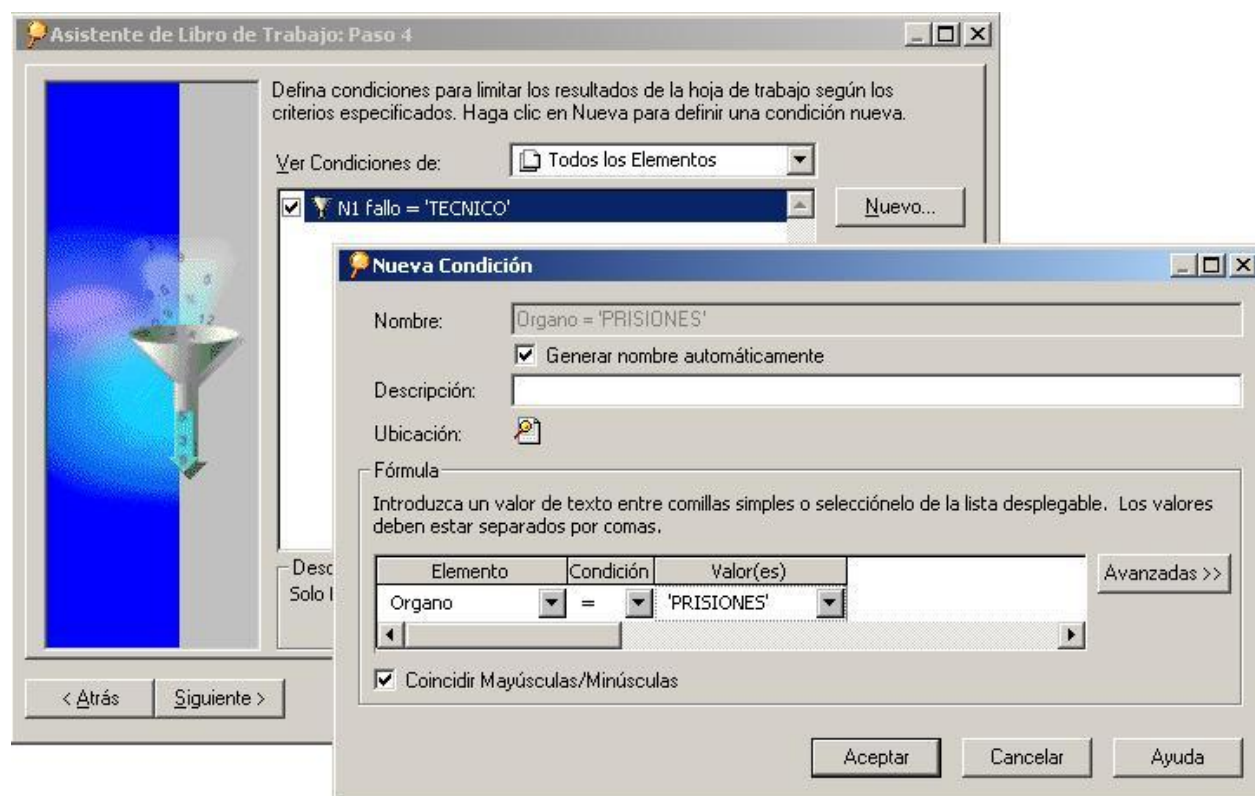 Asistente de Libro de Trabajo: Paso 4
Defina condiciones para limitar los resultados de la hoja de trabajo según los
criterios especificados. Haga clic en Nueva para definir una condición nueva.
Ver Condiciones de:
Todos los Elementos
N1 fallo = 'TECNICO'
Nuevo...
Desc
Solo l
< Atrás
Siguiente >
Nueva Condición
Nombre:
Organo = 'PRISIONES'
Generar nombre automáticamente
Descripción:
Ubicación:
Fórmula
Introduzca un valor de texto entre comillas simples o selecciónelo de la lista desplegable. Los valores
deben estar separados por comas.
Elemento Condición Valor(es)
Organo = 'PRISIONES'
Avanzadas >>
Coincidir Mayúsculas/Minúsculas
Aceptar
Cancelar
Ayuda